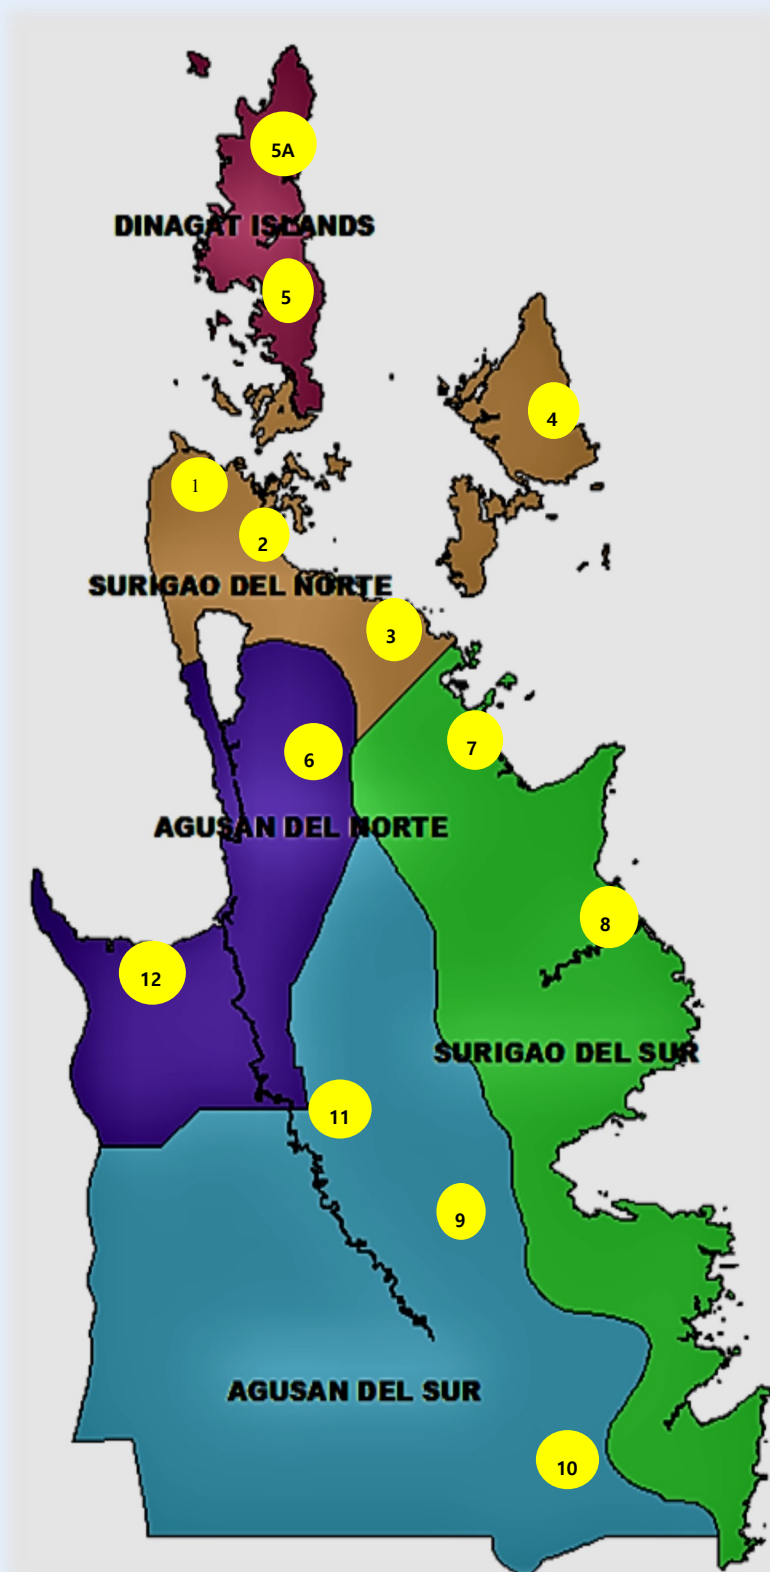 5A
DINAGAT ISLANDS
5
4
1
2
SURIGAO DEL NORTE
3
7
6
AGUSAN DEL NORTE
8
12
SURIGAO DEL SUR
11
9
AGUSAN DEL SUR
10